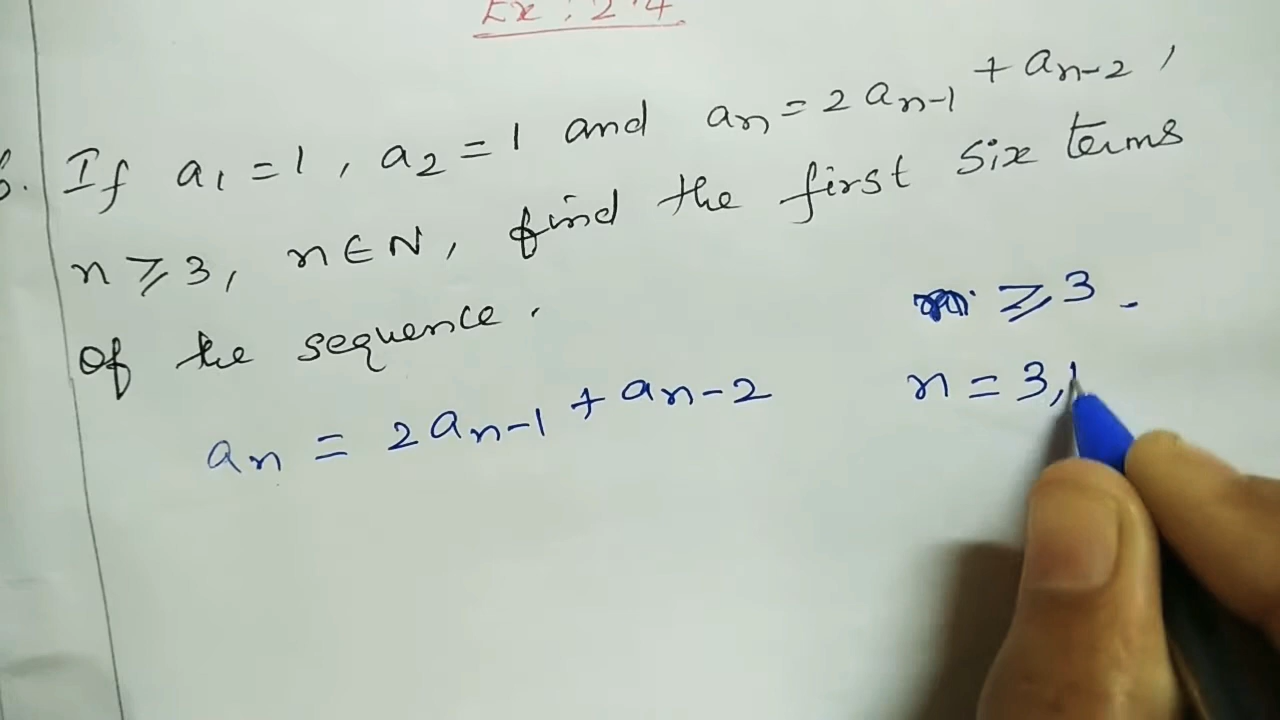 Ex : 2.4
6. If a₁ = 1, a₂ = 1 and aₙ = 2aₙ₋₁ + aₙ₋₂,
n ≥ 3, n ∈ N, find the first six terms
of the sequence.
n ≥ 3.
aₙ = 2aₙ₋₁ + aₙ₋₂
n = 3,